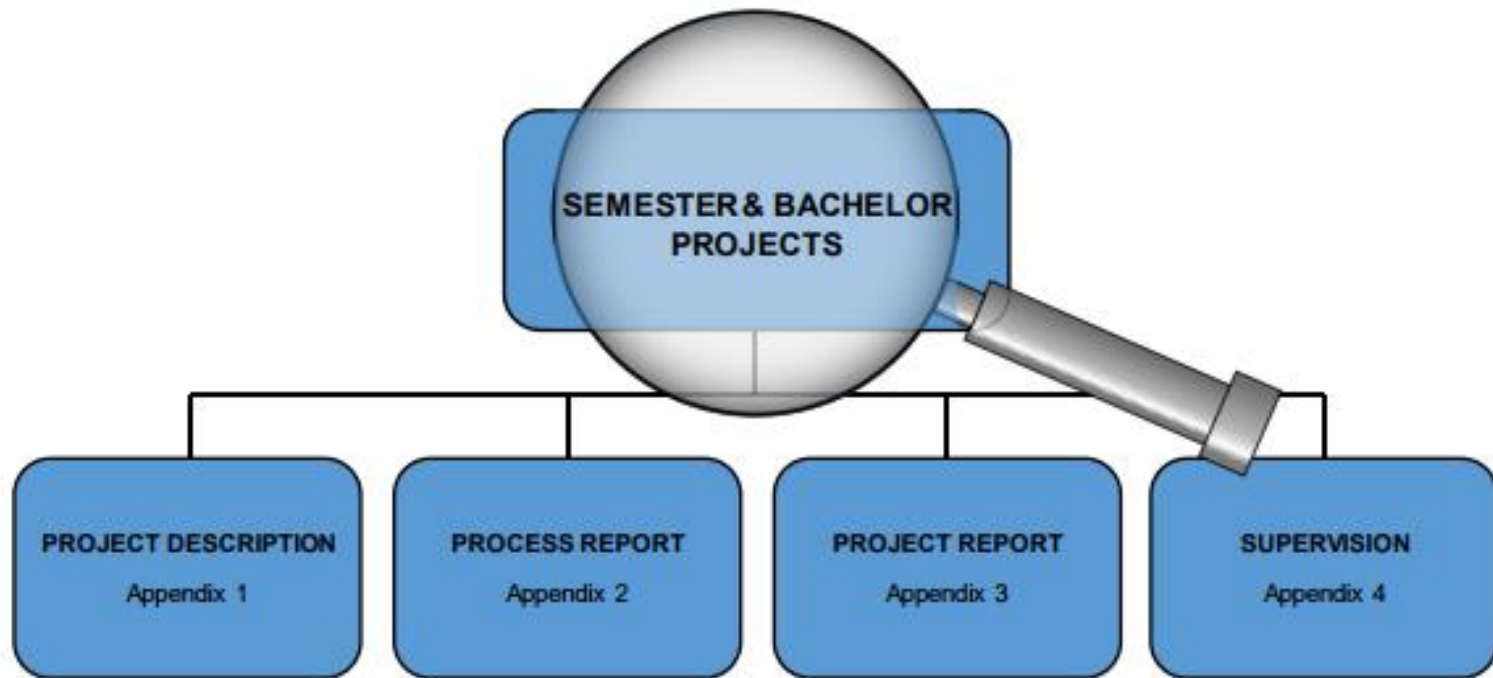 SEMESTER & BACHELOR
PROJECTS
PROJECT DESCRIPTION
Appendix 1
PROCESS REPORT
Appendix 2
PROJECT REPORT
Appendix 3
SUPERVISION
Appendix 4